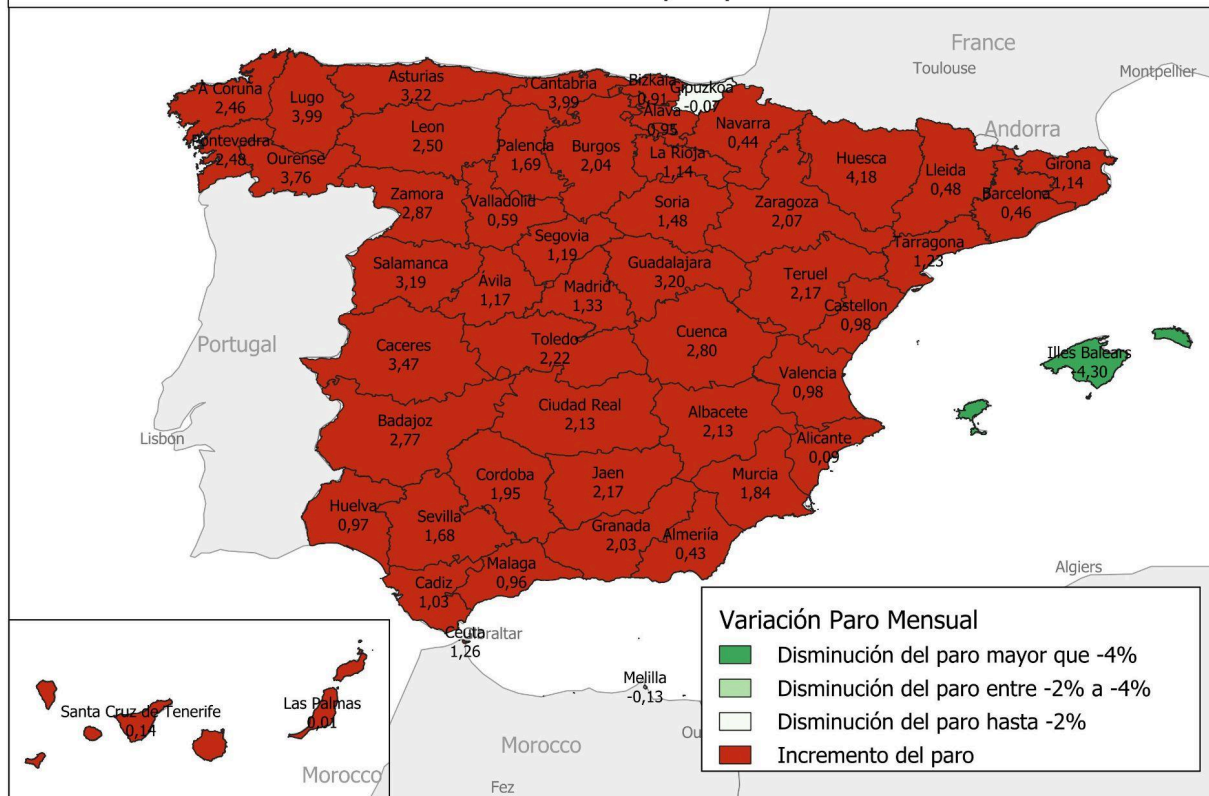 France
Toulouse
Montpellier
Andorra
A Coruña
2,46
Lugo
3,99
Asturias
3,22
Cantabria
3,99
Bizkaia
0,91
Gipuzkoa
-0,07
Alava
0,95
Navarra
0,44
Pontevedra
2,48
Ourense
3,76
Leon
2,50
Palencia
1,69
Burgos
2,04
La Rioja
1,14
Huesca
4,18
Lleida
0,48
Girona
1,14
Barcelona
0,46
Zamora
2,87
Valladolid
0,59
Soria
1,48
Zaragoza
2,07
Tarragona
1,23
Segovia
1,19
Salamanca
3,19
Ávila
1,17
Madrid
1,33
Guadalajara
3,20
Teruel
2,17
Castellon
0,98
Portugal
Caceres
3,47
Toledo
2,22
Cuenca
2,80
Valencia
0,98
Illes Balears
-4,30
Lisbon
Badajoz
2,77
Ciudad Real
2,13
Albacete
2,13
Alicante
0,09
Cordoba
1,95
Jaen
2,17
Murcia
1,84
Huelva
0,97
Sevilla
1,68
Granada
2,03
Almeriía
0,43
Cadiz
1,03
Malaga
0,96
Algiers
Ceuta
1,26
Gibraltar
Melilla
-0,13
Ou
Morocco
Fez
Santa Cruz de Tenerife
0,14
Las Palmas
0,01
Morocco
Variación Paro Mensual
Disminución del paro mayor que -4%
Disminución del paro entre -2% a -4%
Disminución del paro hasta -2%
Incremento del paro